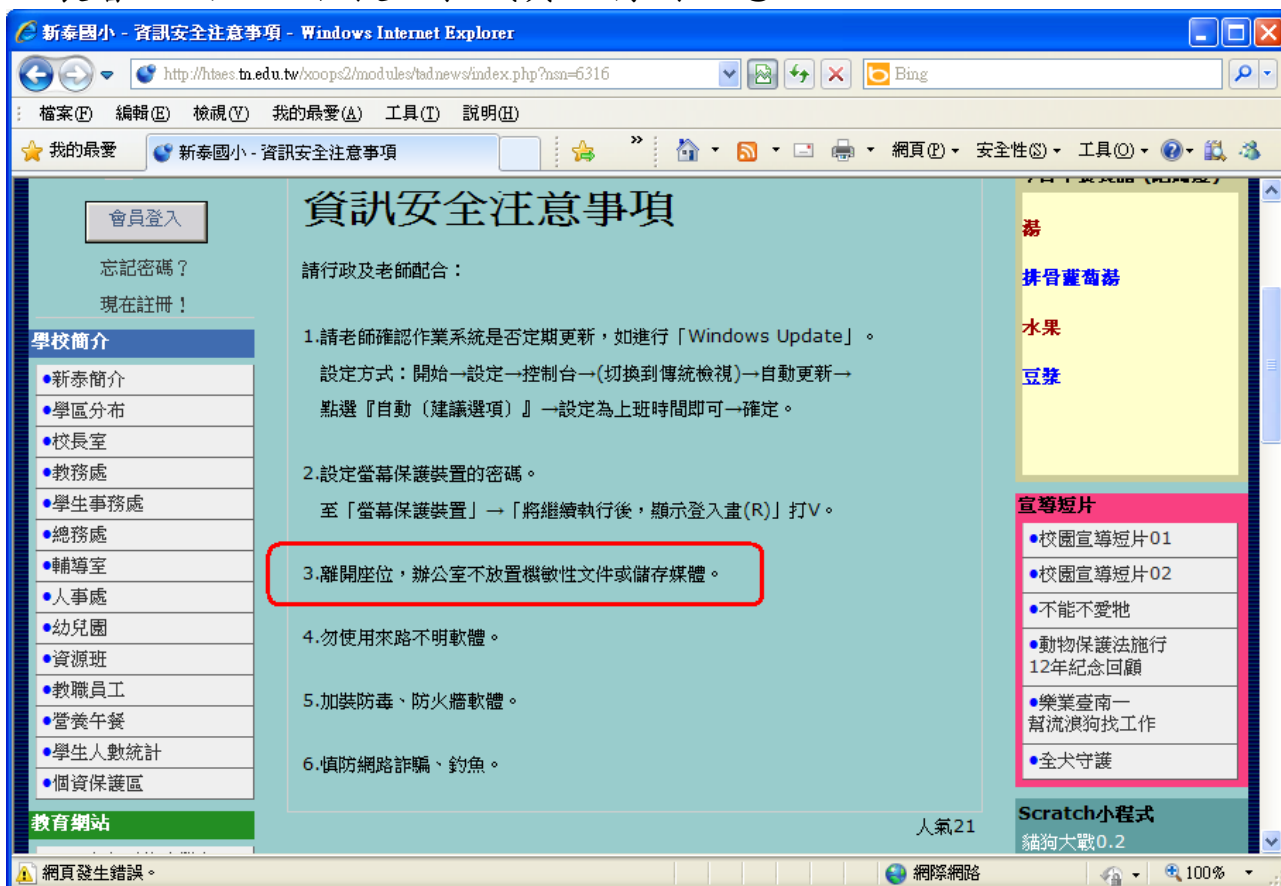 新泰國小 - 資訊安全注意事項 - Windows Internet Explorer
http://htaes.tn.edu.tw/xoops2/modules/tadnews/index.php?nsn=6316
Bing
檔案(F) 編輯(E) 檢視(V) 我的最愛(A) 工具(T) 說明(H)
我的最愛
新泰國小 - 資訊安全注意事項
網頁(P) 安全性(S) 工具(O)
會員登入
忘記密碼？
現在註冊！
學校簡介
●新泰簡介
●學區分布
●校長室
●教務處
●學生事務處
●總務處
●輔導室
●人事處
●幼兒園
●資源班
●教職員工
●營養午餐
●學生人數統計
●個資保護區
教育網站
資訊安全注意事項
請行政及老師配合：
1.請老師確認作業系統是否定期更新，如進行「Windows Update」。
設定方式：開始→設定→控制台→(切換到傳統檢視)→自動更新→
點選『自動（建議選項）』→設定為上班時間即可→確定。
2.設定螢幕保護裝置的密碼。
至「螢幕保護裝置」→「將繼續執行後，顯示登入畫(R)」打V。
3.離開座位，辦公室不放置機敏性文件或儲存媒體。
4.勿使用來路不明軟體。
5.加裝防毒、防火牆軟體。
6.慎防網路詐騙、釣魚。
人氣21
湯
排骨蘿蔔湯
水果
豆漿
宣導短片
●校園宣導短片01
●校園宣導短片02
●不能不愛牠
●動物保護法施行
12年紀念回顧
●樂業臺南—
幫流浪狗找工作
●全犬守護
Scratch小程式
貓狗大戰0.2
網頁發生錯誤。
網際網路
100%